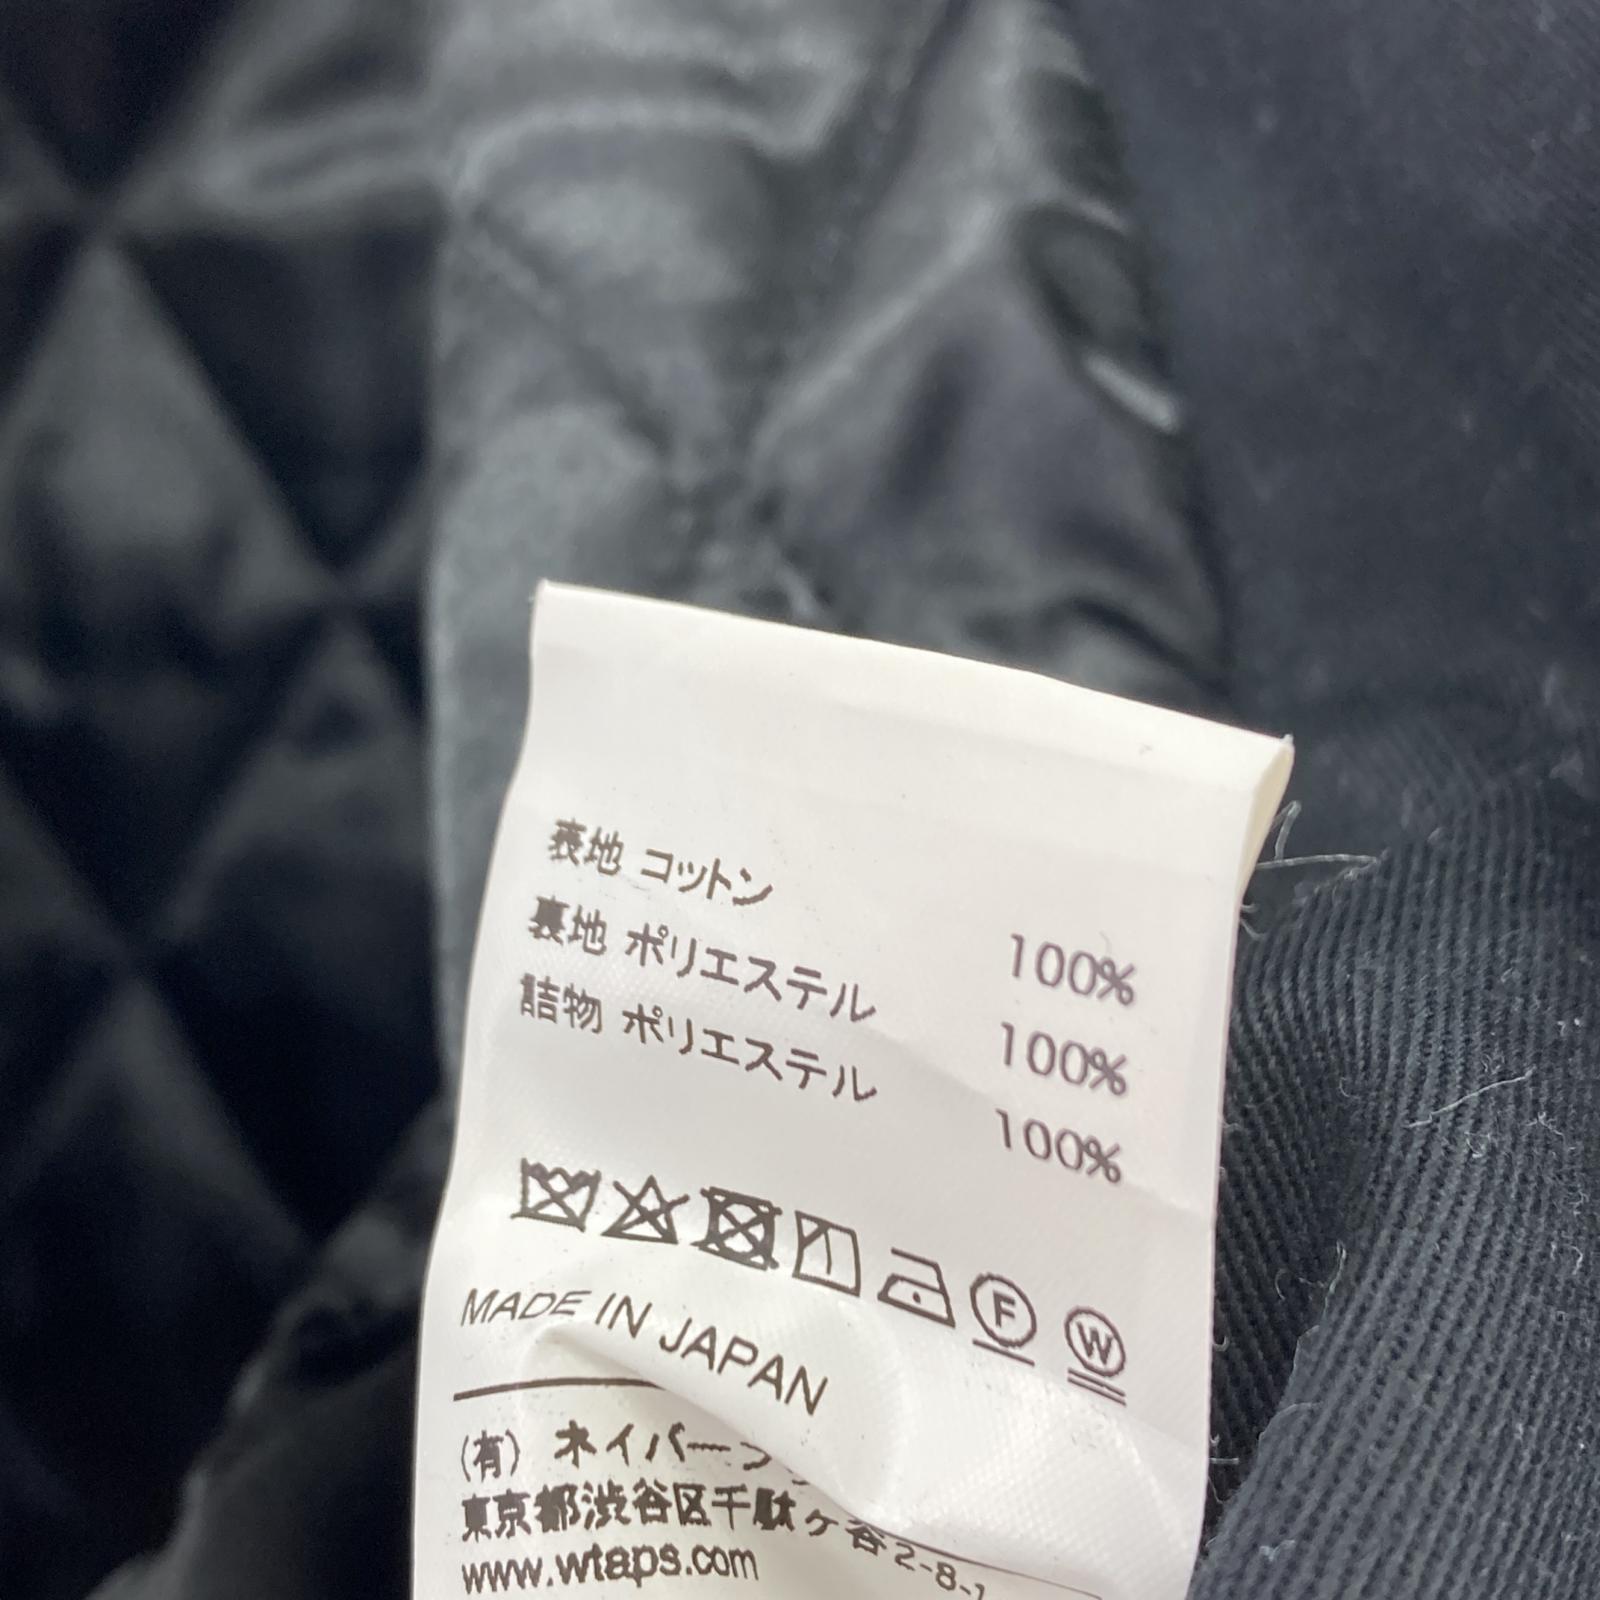 表地 コットン 100%
裏地 ポリエステル 100%
詰物 ポリエステル 100%
F W
MADE IN JAPAN
(有) ネイバーフ
東京都渋谷区千駄ヶ谷2-8-1
www.wtaps.com